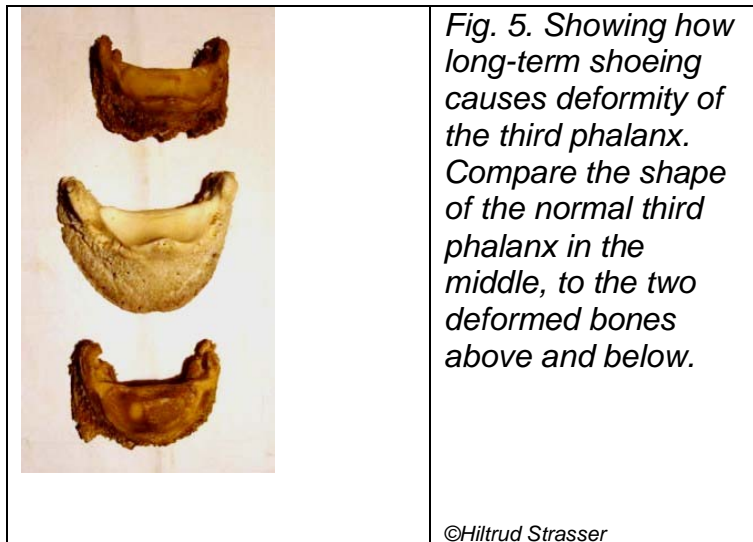 Fig. 5. Showing how
long-term shoeing
causes deformity of
the third phalanx.
Compare the shape
of the normal third
phalanx in the
middle, to the two
deformed bones
above and below.
©Hiltrud Strasser